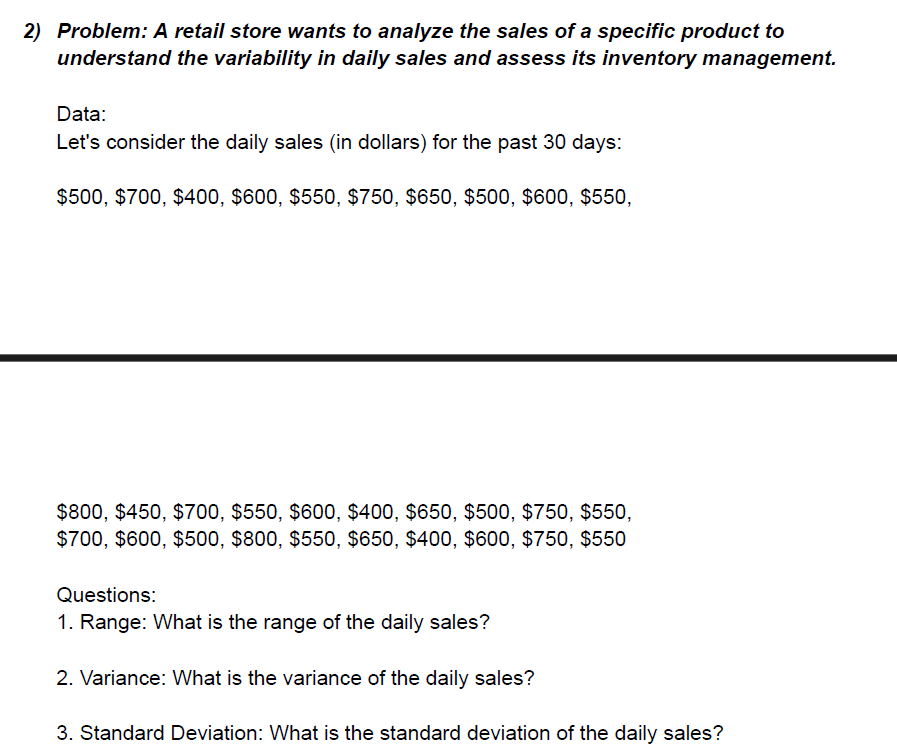 2) Problem: A retail store wants to analyze the sales of a specific product to
understand the variability in daily sales and assess its inventory management.
Data:
Let's consider the daily sales (in dollars) for the past 30 days:
$500, $700, $400, $600, $550, $750, $650, $500, $600, $550,
$800, $450, $700, $550, $600, $400, $650, $500, $750, $550,
$700, $600, $500, $800, $550, $650, $400, $600, $750, $550
Questions:
1. Range: What is the range of the daily sales?
2. Variance: What is the variance of the daily sales?
3. Standard Deviation: What is the standard deviation of the daily sales?